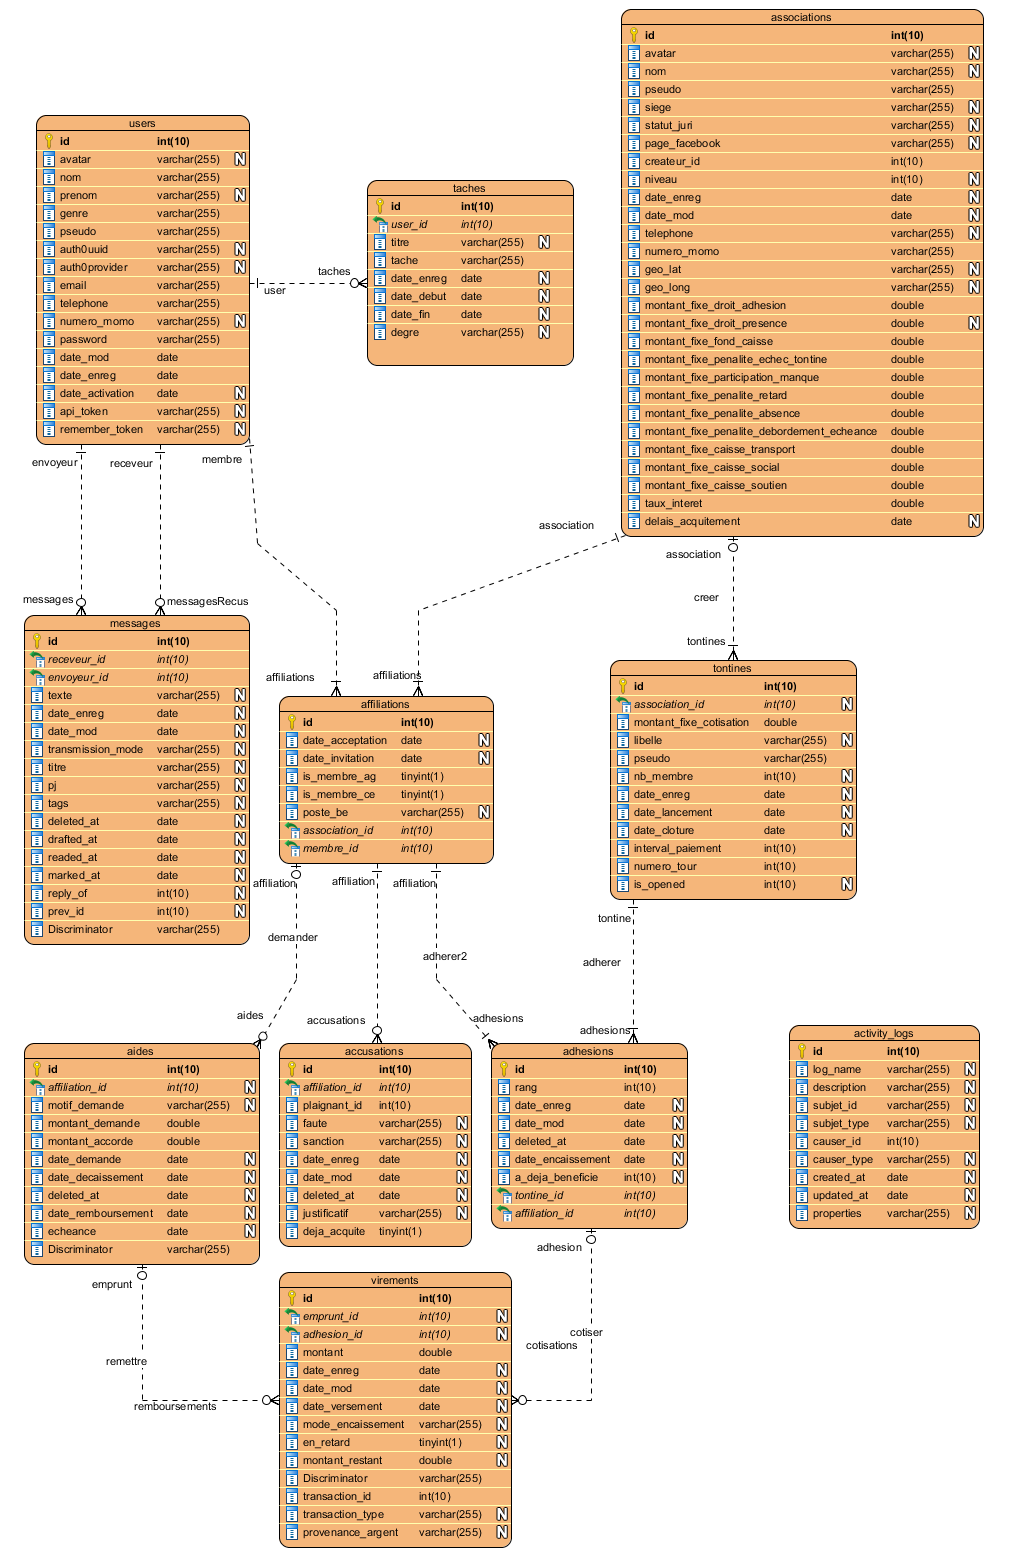 associations
id int(10)
avatar varchar(255) N
nom varchar(255) N
pseudo varchar(255)
siege varchar(255) N
statut_juri varchar(255) N
page_facebook varchar(255) N
createur_id int(10)
niveau int(10) N
date_enreg date N
date_mod date N
telephone varchar(255) N
numero_momo varchar(255)
geo_lat varchar(255) N
geo_long varchar(255) N
montant_fixe_droit_adhesion double
montant_fixe_droit_presence double N
montant_fixe_fond_caisse double
montant_fixe_penalite_echec_tontine double
montant_fixe_participation_manque double
montant_fixe_penalite_retard double
montant_fixe_penalite_absence double
montant_fixe_penalite_debordement_echeance double
montant_fixe_caisse_transport double
montant_fixe_caisse_social double
montant_fixe_caisse_soutien double
taux_interet double
delais_acquitement date N
users
id int(10)
avatar varchar(255) N
nom varchar(255)
prenom varchar(255) N
genre varchar(255)
pseudo varchar(255)
auth0uuid varchar(255) N
auth0provider varchar(255) N
email varchar(255)
telephone varchar(255)
numero_momo varchar(255) N
password varchar(255)
date_mod date
date_enreg date
date_activation date N
api_token varchar(255) N
remember_token varchar(255) N
taches
id int(10)
user_id int(10)
titre varchar(255) N
tache varchar(255)
date_enreg date N
date_debut date N
date_fin date N
degre varchar(255) N
taches
user
envoyeur
receveur
membre
association
association
creer
messages
messagesRecus
affiliations
affiliations
tontines
messages
id int(10)
receveur_id int(10)
envoyeur_id int(10)
texte varchar(255) N
date_enreg date N
date_mod date N
transmission_mode varchar(255) N
titre varchar(255) N
pj varchar(255) N
tags varchar(255) N
deleted_at date N
drafted_at date N
readed_at date N
marked_at date N
reply_of int(10) N
prev_id int(10) N
Discriminator varchar(255)
affiliations
id int(10)
date_acceptation date N
date_invitation date N
is_membre_ag tinyint(1)
is_membre_ce tinyint(1)
poste_be varchar(255) N
association_id int(10)
membre_id int(10)
tontines
id int(10)
association_id int(10) N
montant_fixe_cotisation double
libelle varchar(255) N
pseudo varchar(255)
nb_membre int(10) N
date_enreg date N
date_lancement date N
date_cloture date N
interval_paiement int(10)
numero_tour int(10)
is_opened int(10) N
affiliation
affiliation
affiliation
tontine
demander
adherer2
adherer
aides
accusations
adhesions
adhesions
aides
id int(10)
affiliation_id int(10) N
motif_demande varchar(255) N
montant_demande double
montant_accorde double
date_demande date N
date_decaissement date N
deleted_at date N
date_remboursement date N
echeance date N
Discriminator varchar(255)
accusations
id int(10)
affiliation_id int(10)
plaignant_id int(10)
faute varchar(255) N
sanction varchar(255) N
date_enreg date N
date_mod date N
deleted_at date N
justificatif varchar(255) N
deja_acquite tinyint(1)
adhesions
id int(10)
rang int(10)
date_enreg date N
date_mod date N
deleted_at date N
date_encaissement date N
a_deja_beneficie int(10) N
tontine_id int(10)
affiliation_id int(10)
activity_logs
id int(10)
log_name varchar(255) N
description varchar(255) N
subjet_id varchar(255) N
subjet_type varchar(255) N
causer_id int(10)
causer_type varchar(255) N
created_at date N
updated_at date N
properties varchar(255) N
emprunt
adhesion
remettre
cotiser
cotisations
remboursements
virements
id int(10)
emprunt_id int(10) N
adhesion_id int(10) N
montant double
date_enreg date N
date_mod date N
date_versement date N
mode_encaissement varchar(255) N
en_retard tinyint(1) N
montant_restant double N
Discriminator varchar(255)
transaction_id int(10)
transaction_type varchar(255) N
provenance_argent varchar(255) N